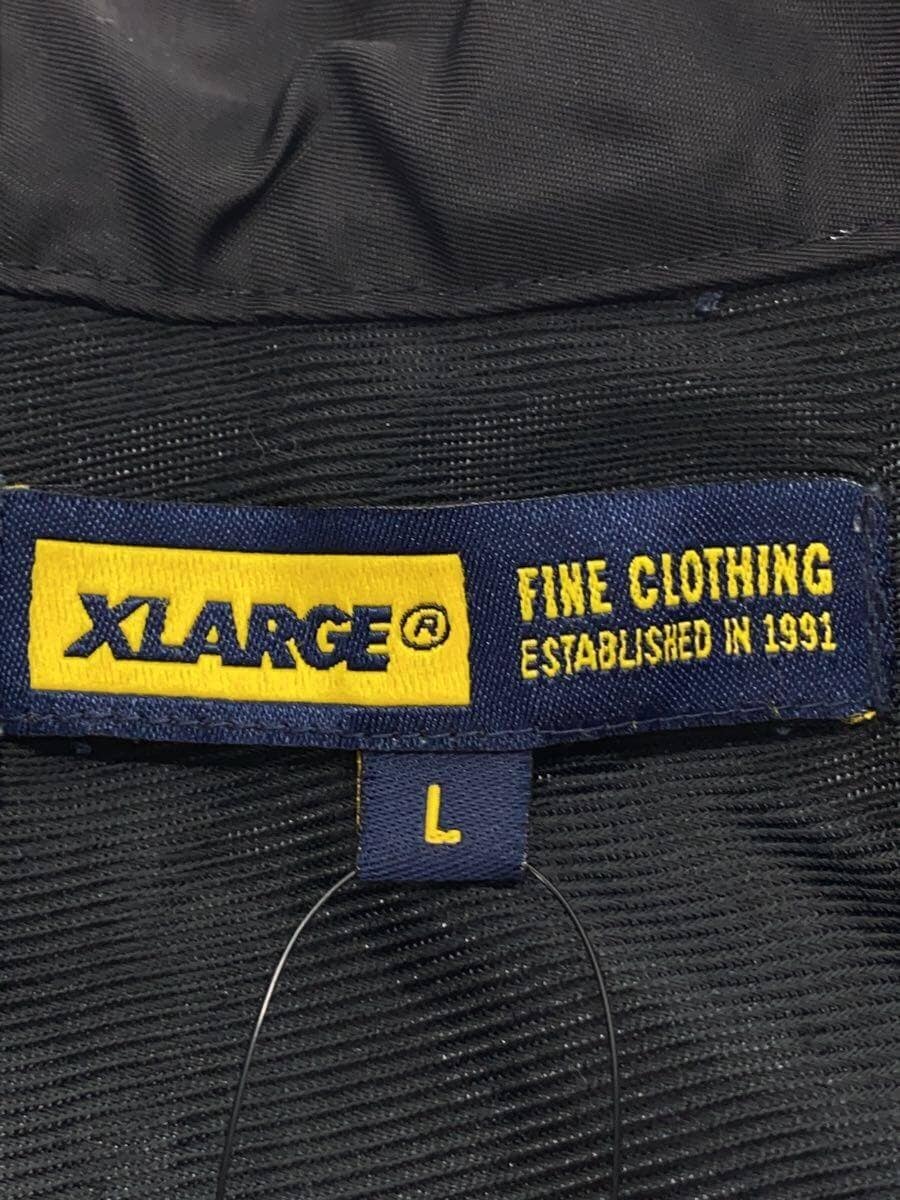 XLARGE®
FINE CLOTHING
ESTABLISHED IN 1991
L